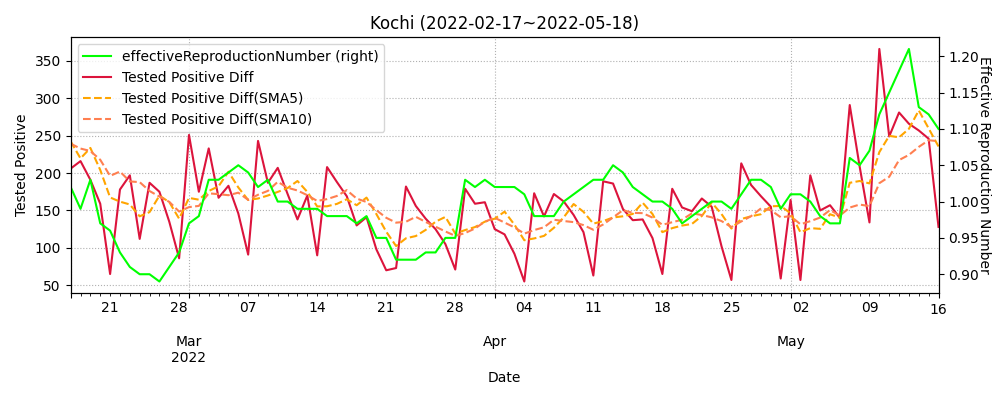 Kochi (2022-02-17~2022-05-18)
effectiveReproductionNumber (right)
Tested Positive Diff
Tested Positive Diff(SMA5)
Tested Positive Diff(SMA10)
Tested Positive
350
300
250
200
150
100
50
1.20
1.15
1.10
1.05
1.00
0.95
0.90
Effective Reproduction Number
21 28 07 14 21 28 04 11 18 25 02 09 16
Mar Apr May
2022
Date